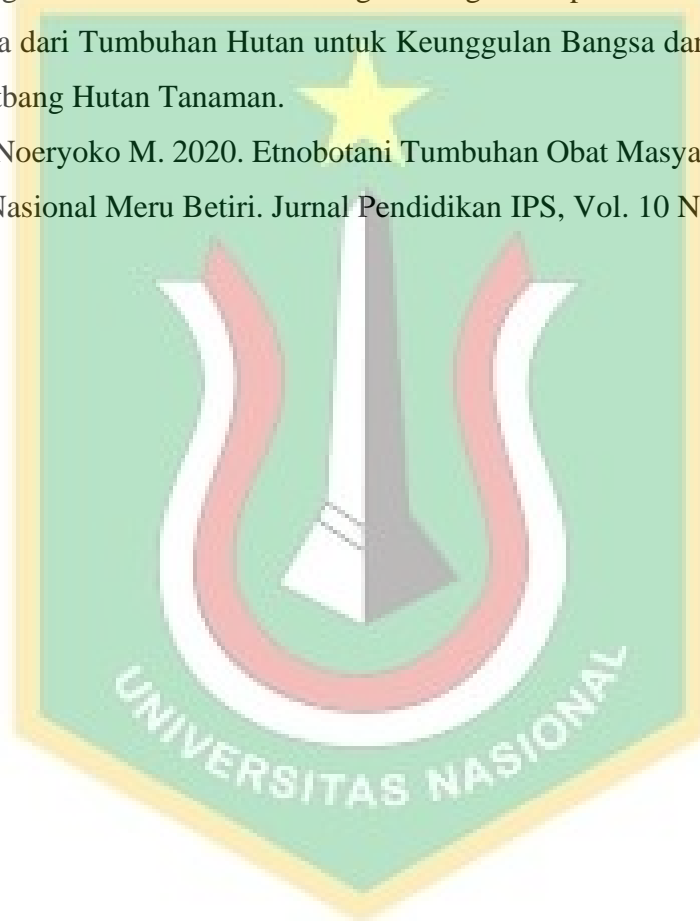 a dari Tumbuhan Hutan untuk Keunggulan Bangsa dan
tbang Hutan Tanaman.
Noeryoko M. 2020. Etnobotani Tumbuhan Obat Masya
Nasional Meru Betiri. Jurnal Pendidikan IPS, Vol. 10 N
UNIVERSITAS NASIONAL